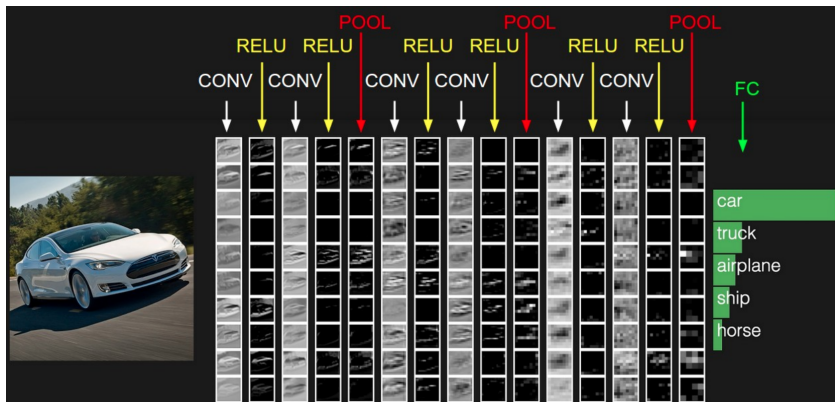 POOL POOL POOL
RELU RELU RELU RELU RELU RELU
CONV CONV CONV CONV CONV CONV
FC
car
truck
airplane
ship
horse